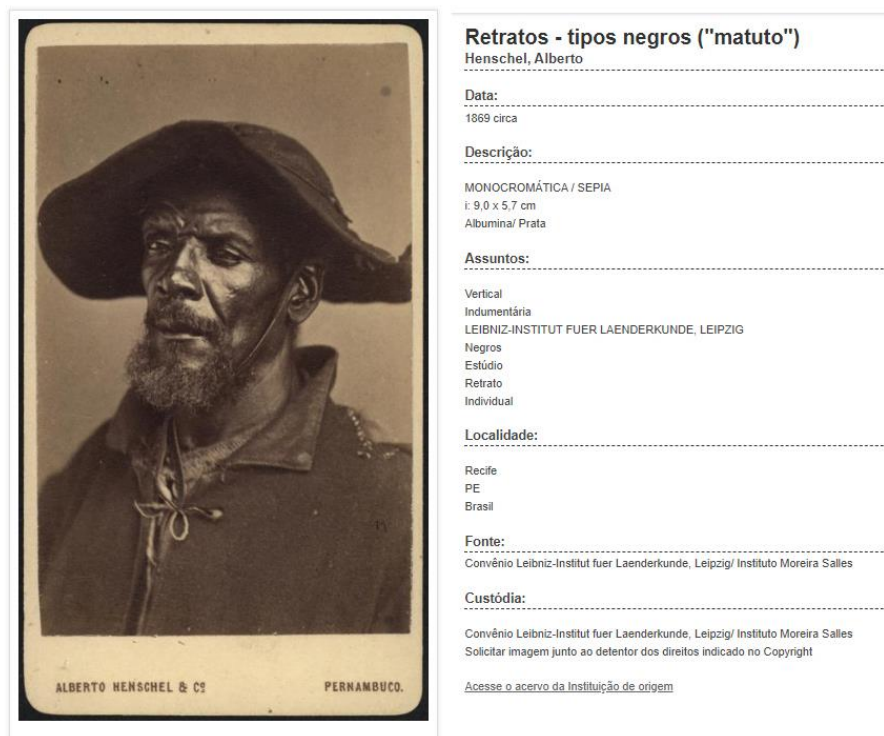 ALBERTO HENSCHEL & Cº
PERNAMBUCO.
Retratos - tipos negros ("matuto")
Henschel, Alberto
Data:
1869 circa
Descrição:
MONOCROMÁTICA / SEPIA
i: 9,0 x 5,7 cm
Albumina/ Prata
Assuntos:
Vertical
Indumentária
LEIBNIZ-INSTITUT FUER LAENDERKUNDE, LEIPZIG
Negros
Estúdio
Retrato
Individual
Localidade:
Recife
PE
Brasil
Fonte:
Convênio Leibniz-Institut fuer Laenderkunde, Leipzig/ Instituto Moreira Salles
Custódia:
Convênio Leibniz-Institut fuer Laenderkunde, Leipzig/ Instituto Moreira Salles
Solicitar imagem junto ao detentor dos direitos indicado no Copyright
Acesse o acervo da Instituição de origem